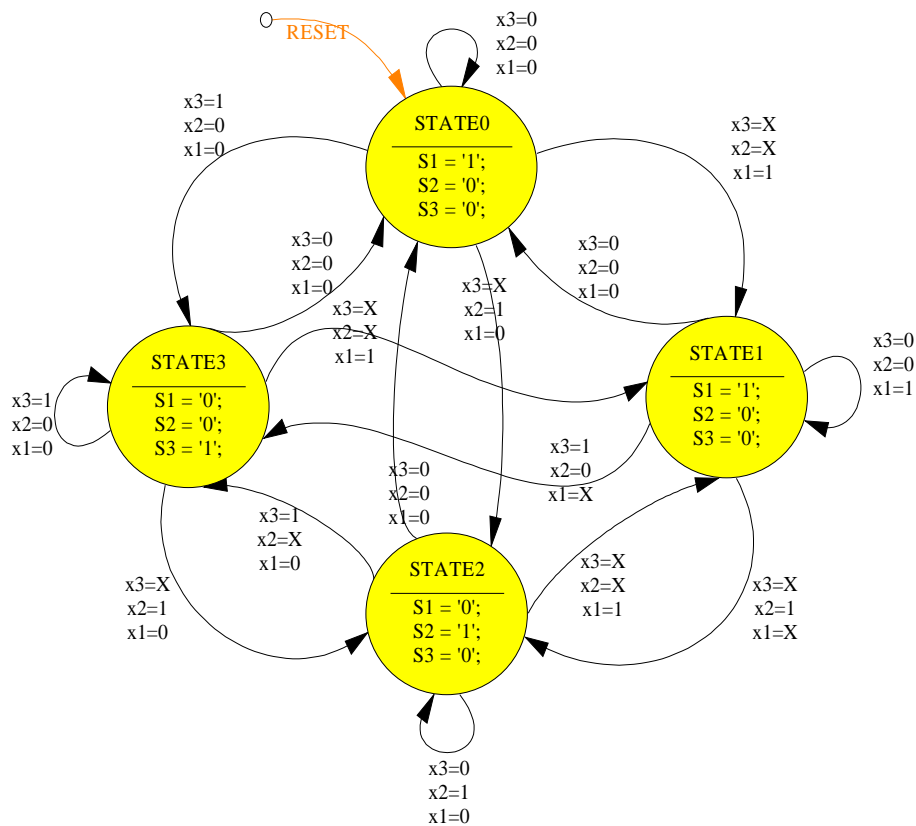 x3=0
x2=0
x1=0
RESET
x3=1
x2=0
x1=0
STATE0
S1 = '1';
S2 = '0';
S3 = '0';
x3=X
x2=X
x1=1
x3=0
x2=0
x1=0
x3=0
x2=0
x1=0
x3=X
x2=1
x1=0
x3=X
x2=X
x1=1
STATE3
S1 = '0';
S2 = '0';
S3 = '1';
STATE1
S1 = '1';
S2 = '0';
S3 = '0';
x3=0
x2=0
x1=1
x3=1
x2=0
x1=0
x3=1
x2=0
x1=X
x3=0
x2=0
x1=0
x3=1
x2=X
x1=0
x3=X
x2=1
x1=0
STATE2
S1 = '0';
S2 = '1';
S3 = '0';
x3=X
x2=X
x1=1
x3=X
x2=1
x1=X
x3=0
x2=1
x1=0